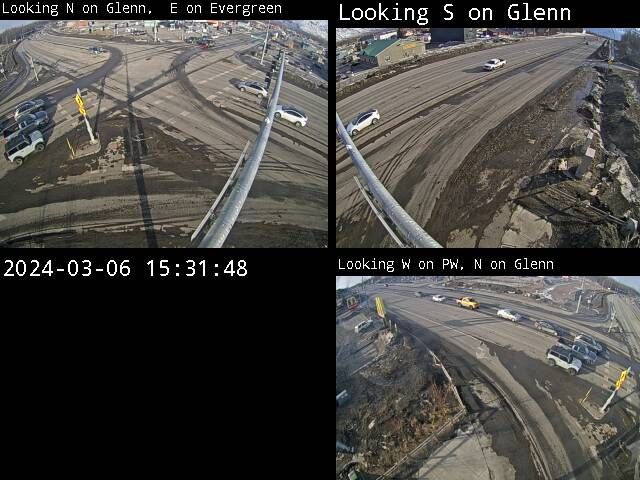 Looking N on Glenn, E on Evergreen
Looking S on Glenn
2024-03-06 15:31:48
Looking W on PW, N on Glenn